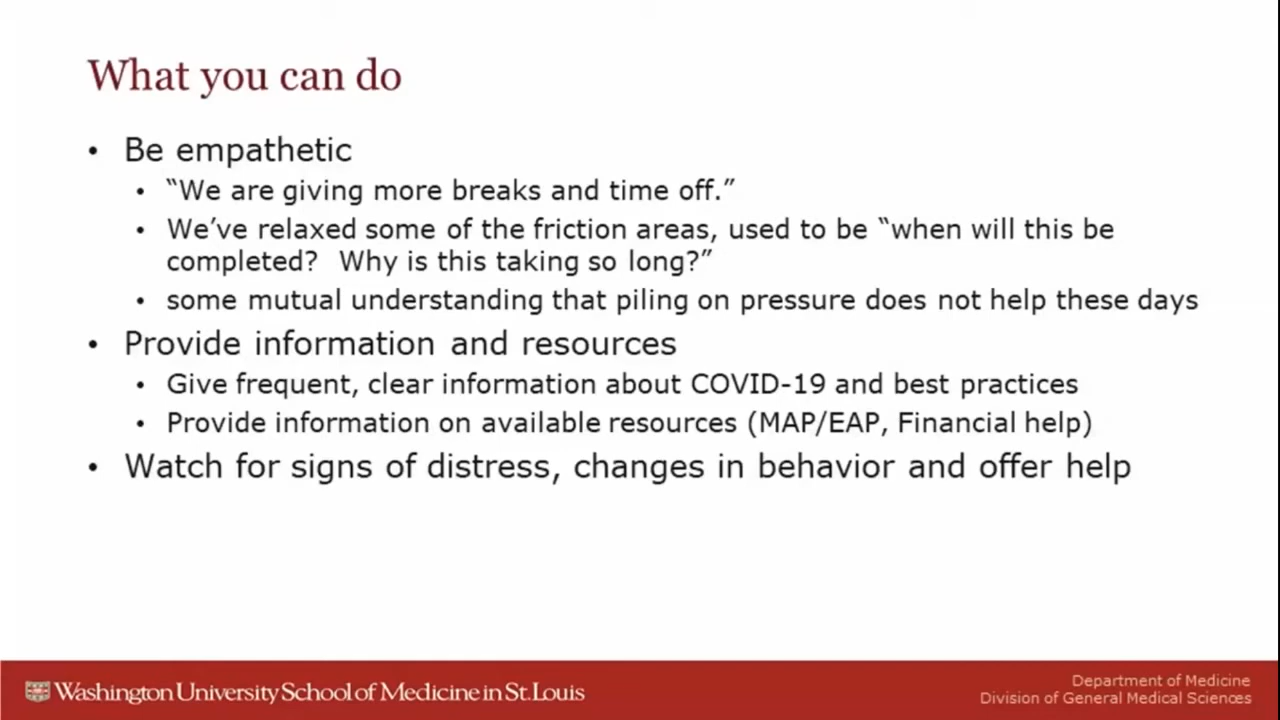 What you can do
• Be empathetic
• “We are giving more breaks and time off.”
• We’ve relaxed some of the friction areas, used to be “when will this be
completed?  Why is this taking so long?”
• some mutual understanding that piling on pressure does not help these days
• Provide information and resources
• Give frequent, clear information about COVID-19 and best practices
• Provide information on available resources (MAP/EAP, Financial help)
• Watch for signs of distress, changes in behavior and offer help
Washington University School of Medicine in St. Louis
Department of Medicine
Division of General Medical Sciences